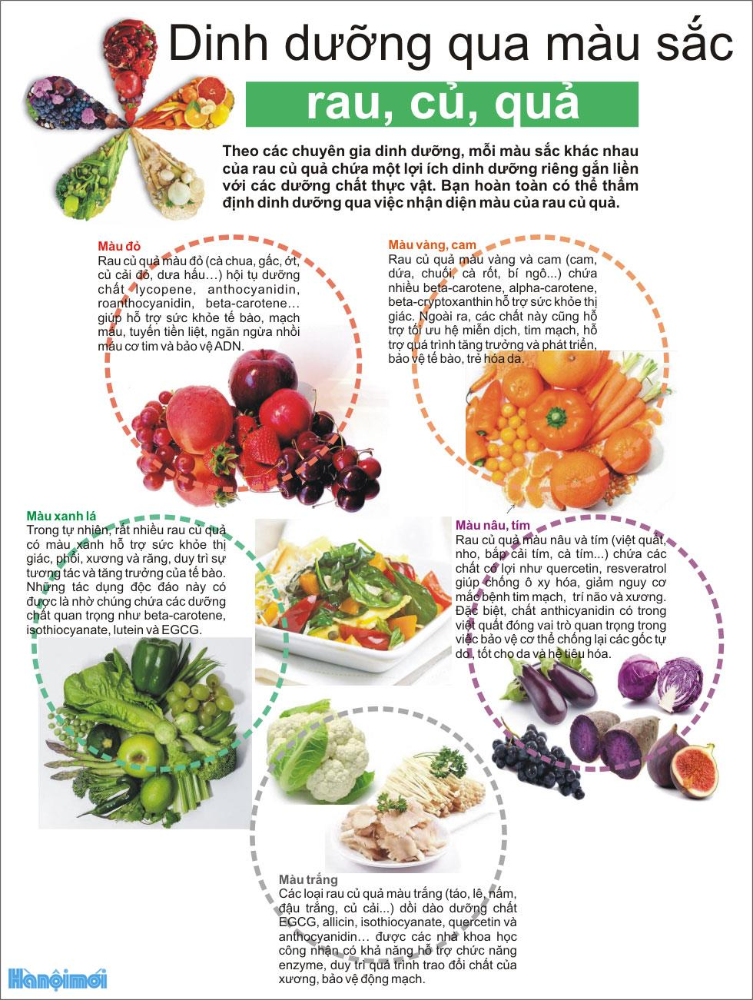 Dinh dưỡng qua màu sắc
rau, củ, quả
Theo các chuyên gia dinh dưỡng, mỗi màu sắc khác nhau
của rau củ quả chứa một lợi ích dinh dưỡng riêng gắn liền
với các dưỡng chất thực vật. Bạn hoàn toàn có thể thẩm
định dinh dưỡng qua việc nhận diện màu của rau củ quả.
Màu đỏ
Rau củ quả màu đỏ (cà chua, gấc, ớt,
củ cải đỏ, dưa hấu…) hội tụ dưỡng
chất lycopene, anthocyanidin,
roanthocyanidin, beta-carotene…
giúp hỗ trợ sức khỏe tế bào, mạch
máu, tuyến tiền liệt, ngăn ngừa nhồi
máu cơ tim và bảo vệ ADN.
Màu vàng, cam
Rau củ quả màu vàng và cam (cam,
dứa, chuối, cà rốt, bí ngô...) chứa
nhiều beta-carotene, alpha-carotene,
beta-cryptoxanthin hỗ trợ sức khỏe thị
giác. Ngoài ra, các chất này cũng hỗ
trợ tối ưu hệ miễn dịch, tim mạch, hỗ
trợ quá trình tăng trưởng và phát triển,
bảo vệ tế bào, trẻ hóa da.
Màu xanh lá
Trong tự nhiên, rất nhiều rau củ quả
có màu xanh hỗ trợ sức khỏe thị
giác, phổi, xương và răng, duy trì sự
tương tác và tăng trưởng của tế bào.
Những tác dụng độc đáo này có
được là nhờ chúng chứa các dưỡng
chất quan trọng như beta-carotene,
isothiocyanate, lutein và EGCG.
Màu nâu, tím
Rau củ quả màu nâu và tím (việt quất,
nho, bắp cải tím, cà tím...) chứa các
chất có lợi như quercetin, resveratrol
giúp chống ô xy hóa, giảm nguy cơ
mắc bệnh tim mạch, trí não và xương.
Đặc biệt, chất anthicyanidin có trong
việt quất đóng vai trò quan trọng trong
việc bảo vệ cơ thể chống lại các gốc tự
do , tốt cho da và hệ tiêu hóa.
Màu trắng
Các loại rau củ quả màu trắng (táo, lê, nấm,
đậu trắng, củ cải...) dồi dào dưỡng chất
EGCG, allicin, isothiocyanate, quercetin và
anthocyanidin… được các nhà khoa học
công nhận có khả năng hỗ trợ chức năng
enzyme, duy trì quá trình trao đổi chất của
xương, bảo vệ động mạch.
Hànộimới